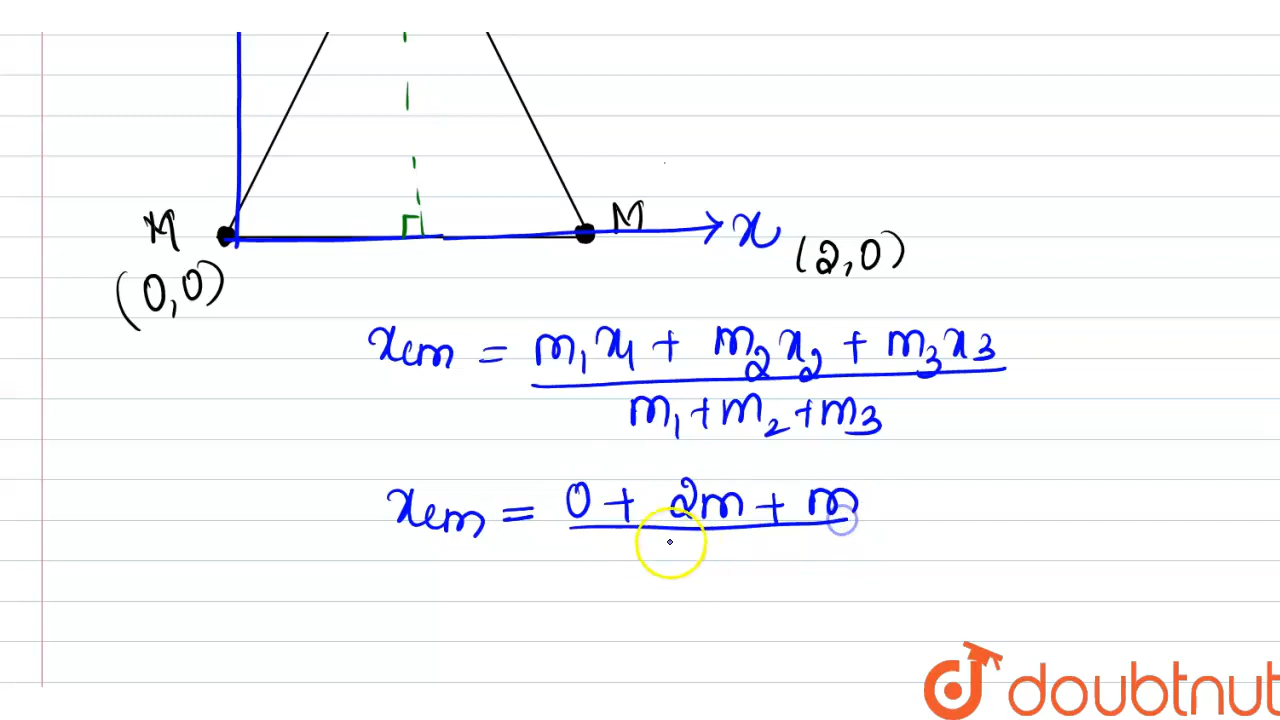 M
M
x
(2,0)
(0,0)
xcm = m₁x₁ + m₂x₂ + m₃x₃
m₁+m₂+m₃
xcm = 0 + 2m + m
doubtnut